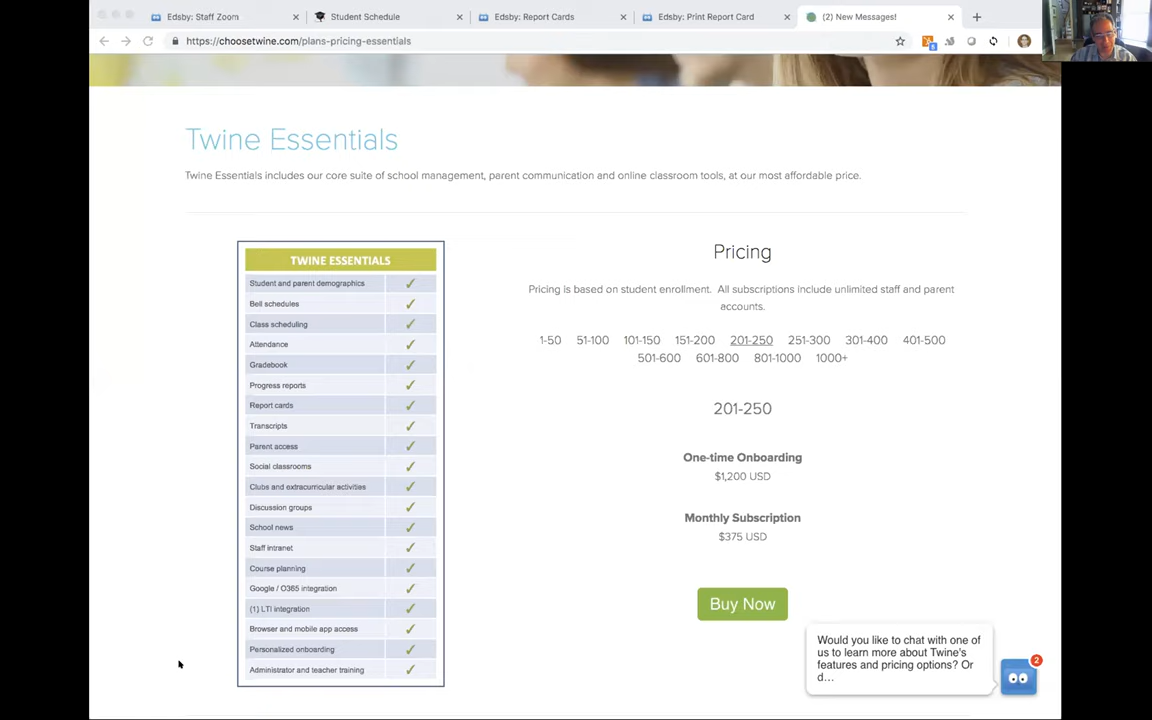 Edsby: Staff Zoom
Student Schedule
Edsby: Report Cards
Edsby: Print Report Card
(2) New Messages!
https://choosetwine.com/plans-pricing-essentials
5
Twine Essentials
Twine Essentials includes our core suite of school management, parent communication and online classroom tools, at our most affordable price.
TWINE ESSENTIALS
Student and parent demographics ✓
Bell schedules ✓
Class scheduling ✓
Attendance ✓
Gradebook ✓
Progress reports ✓
Report cards ✓
Transcripts ✓
Parent access ✓
Social classrooms ✓
Clubs and extracurricular activities ✓
Discussion groups ✓
School news ✓
Staff intranet ✓
Course planning ✓
Google / O365 integration ✓
(1) LTI integration ✓
Browser and mobile app access ✓
Personalized onboarding ✓
Administrator and teacher training ✓
Pricing
Pricing is based on student enrollment. All subscriptions include unlimited staff and parent
accounts.
1-50 51-100 101-150 151-200 201-250 251-300 301-400 401-500
501-600 601-800 801-1000 1000+
201-250
One-time Onboarding
$1,200 USD
Monthly Subscription
$375 USD
Buy Now
Would you like to chat with one of
us to learn more about Twine's
features and pricing options? Or
d...
2